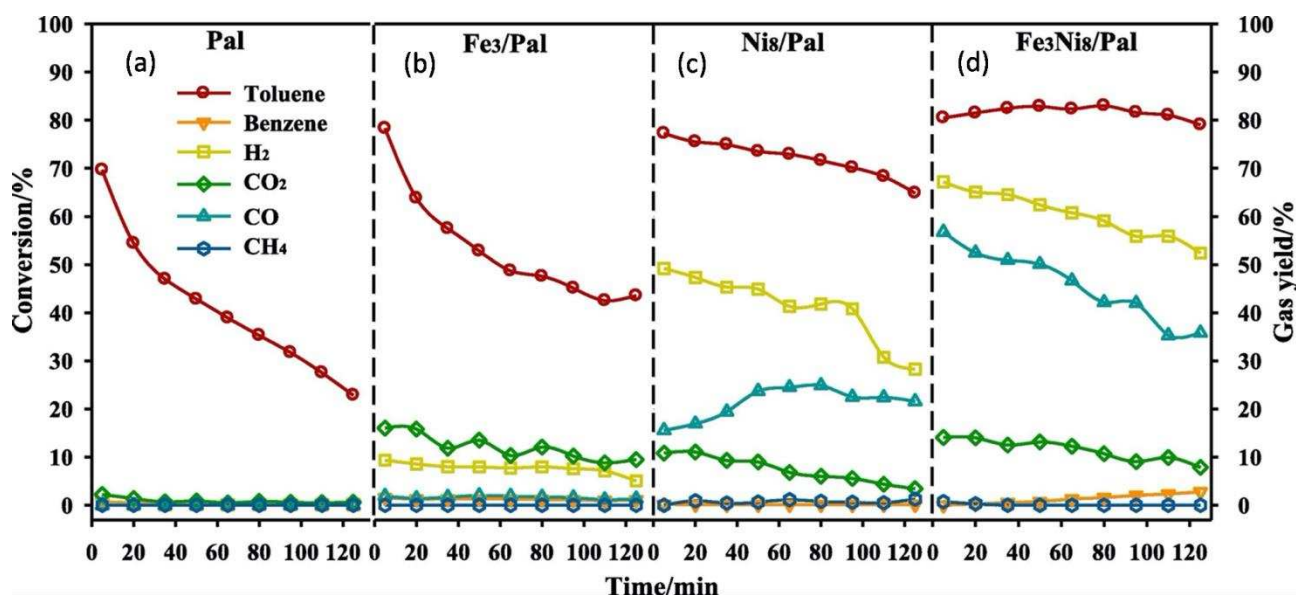 Pal
Fe3/Pal
Ni8/Pal
Fe3Ni8/Pal
(a)
(b)
(c)
(d)
Toluene
Benzene
H2
CO2
CO
CH4
Conversion/%
100
90
80
70
60
50
40
30
20
10
0
Gas yield/%
100
90
80
70
60
50
40
30
20
10
0
0 20 40 60 80 100 120 0 20 40 60 80 100 120 0 20 40 60 80 100 120 0 20 40 60 80 100 120
Time/min